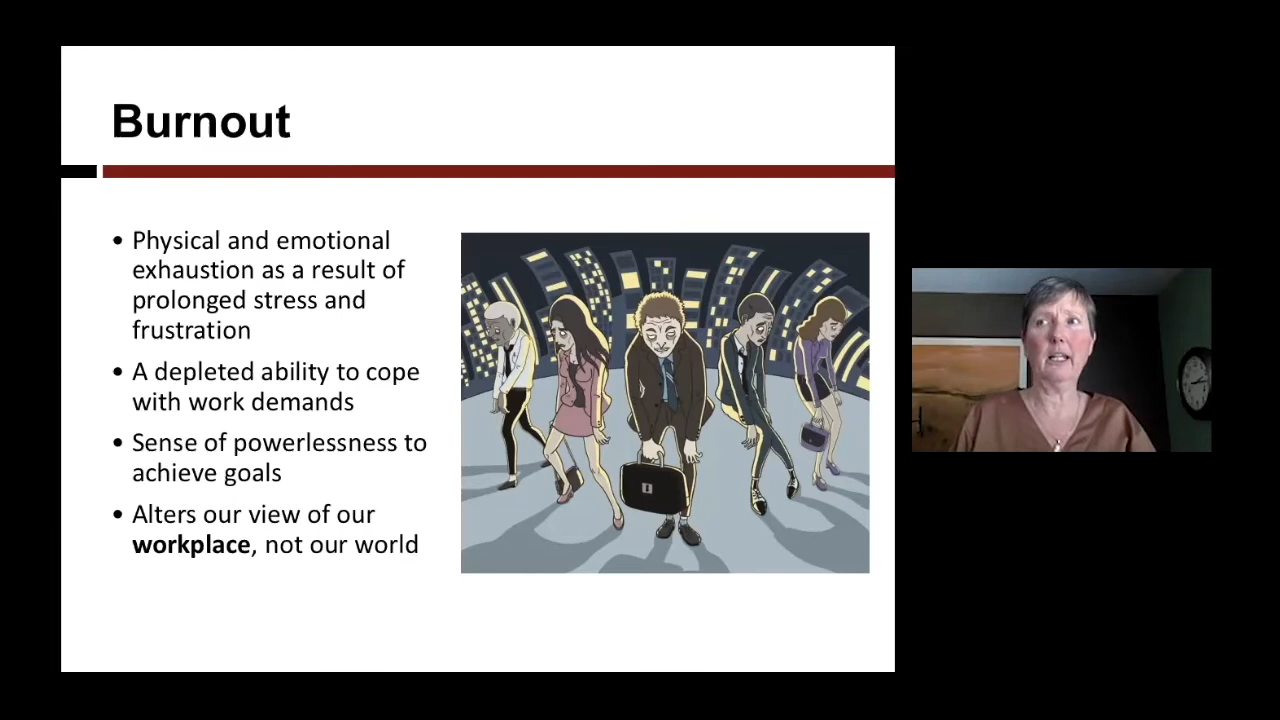 Burnout
• Physical and emotional
exhaustion as a result of
prolonged stress and
frustration
• A depleted ability to cope
with work demands
• Sense of powerlessness to
achieve goals
• Alters our view of our
workplace, not our world